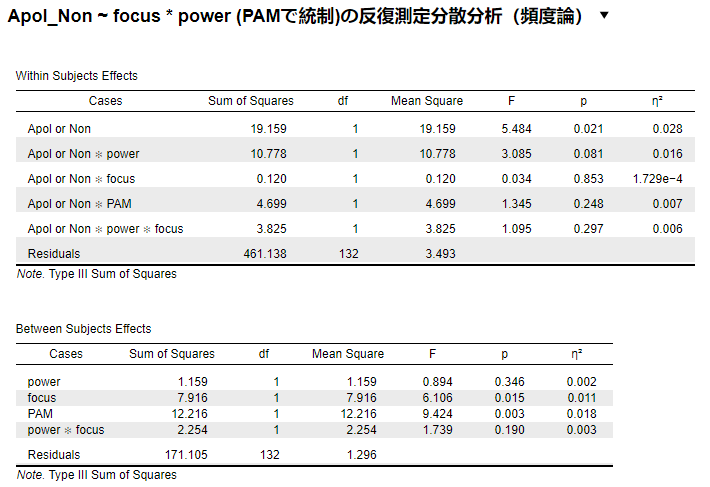 Apol_Non ~ focus * power (PAMで統制)の反復測定分散分析（頻度論） ▼
Within Subjects Effects
Cases Sum of Squares df Mean Square F p η²
Apol or Non 19.159 1 19.159 5.484 0.021 0.028
Apol or Non ✻ power 10.778 1 10.778 3.085 0.081 0.016
Apol or Non ✻ focus 0.120 1 0.120 0.034 0.853 1.729e−4
Apol or Non ✻ PAM 4.699 1 4.699 1.345 0.248 0.007
Apol or Non ✻ power ✻ focus 3.825 1 3.825 1.095 0.297 0.006
Residuals 461.138 132 3.493
Note. Type III Sum of Squares
Between Subjects Effects
Cases Sum of Squares df Mean Square F p η²
power 1.159 1 1.159 0.894 0.346 0.002
focus 7.916 1 7.916 6.106 0.015 0.011
PAM 12.216 1 12.216 9.424 0.003 0.018
power ✻ focus 2.254 1 2.254 1.739 0.190 0.003
Residuals 171.105 132 1.296
Note. Type III Sum of Squares